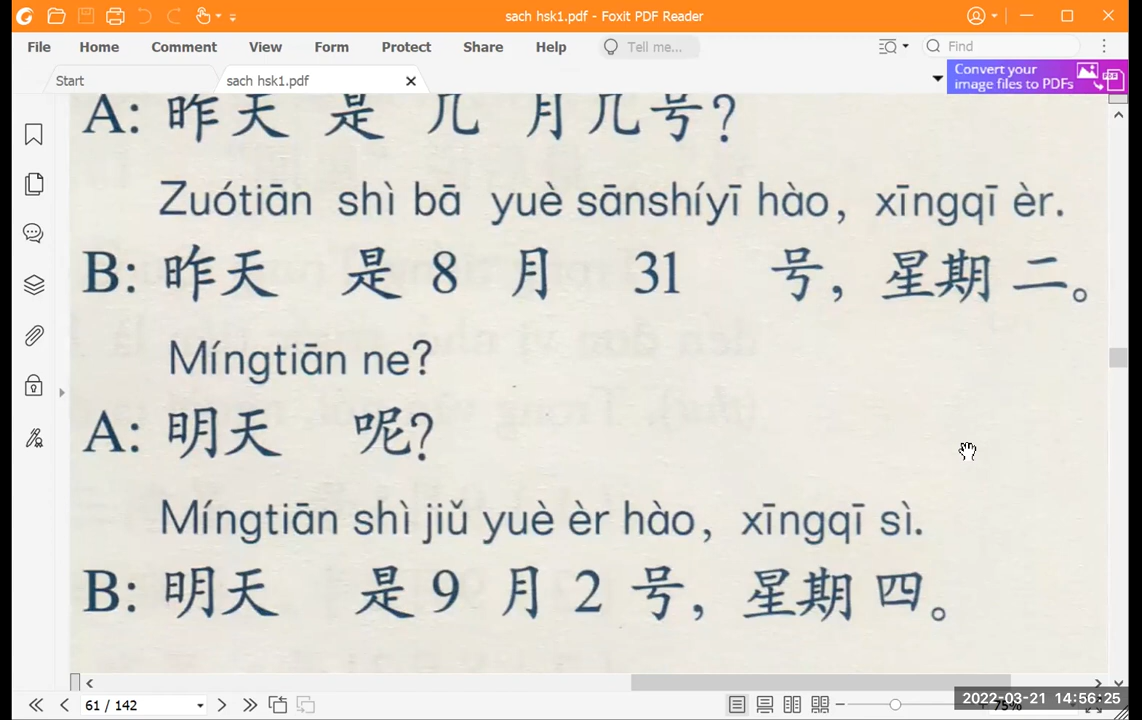 sach hsk1.pdf - Foxit PDF Reader
File Home Comment View Form Protect Share Help Tell me... Find
Start sach hsk1.pdf
Convert your
image files to PDFs
A: 昨天 是 几 月 几 号?
Zuótiān shì bā yuè sānshíyī hào, xīngqī èr.
B: 昨天 是 8 月 31 号, 星期 二。
Míngtiān ne?
A: 明天 呢?
Míngtiān shì jiǔ yuè èr hào, xīngqī sì.
B: 明天 是 9 月 2 号, 星期 四。
61 / 142
75%
2022-03-21 14:56:25